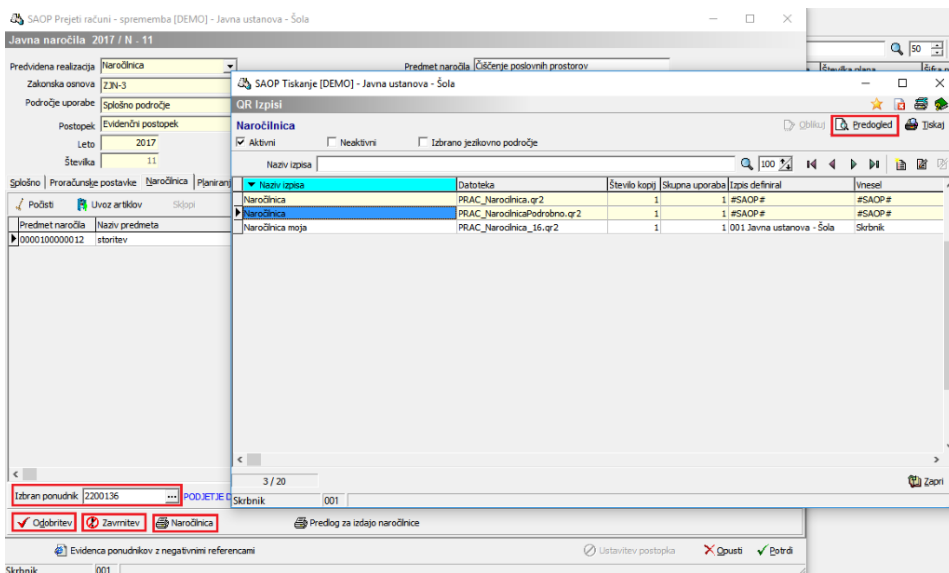 SAOP Prejeti računi - sprememba [DEMO] - Javna ustanova - Šola
Javna naročila 2017 / N - 11
50
Predvidena realizacija Naročilnica
Predmet naročila Čiščenje poslovnih prostorov
Zakonska osnova ZJN-3
Področje uporabe Splošno področje
Postopek Evidenčni postopek
Leto 2017
Številka 11
Splošno Proračunske postavke Naročilnica Planiranj
Počisti Uvoz artiklov Sklopi
Predmet naročila Naziv predmeta
0000100000012 storitev
SAOP Tiskanje [DEMO] - Javna ustanova - Šola
QR Izpisi
Naročilnica
Oblikuj Predogled Tiskaj
Aktivni Neaktivni Izbrano jezikovno področje
Naziv izpisa 100
Naziv izpisa Datoteka Število kopij Skupna uporaba Izpis definiral Vnesel
Naročilnica PRAC_Narocilnica.qr2 1 1 #SAOP# #SAOP#
Naročilnica PRAC_NarocilnicaPodrobno.qr2 1 1 #SAOP# #SAOP#
Naročilnica moja PRAC_Narocilnica_16.qr2 1 1 001 Javna ustanova - Šola Skrbnik
3 / 20
Zapri
Skrbnik 001
Izbran ponudnik 2200136 ... PODJETJE D
Odobritev Zavrnitev Naročilnica Predlog za izdajo naročilnice
Evidenca ponudnikov z negativnimi referencami Ustavitev postopka Opusti Potrdi
Skrbnik 001